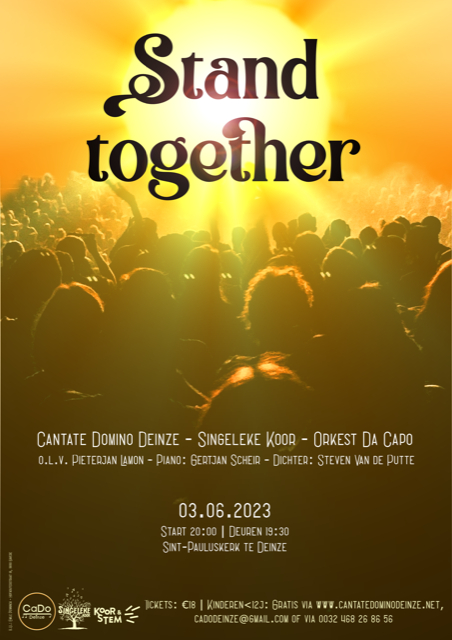 Stand
together
Cantate Domino Deinze - Singeleke Koor - Orkest Da Capo
o.l.v. Pieterjan Lamon - Piano: Gertjan Scheir - Dichter: Steven Van de Putte
03.06.2023
Start 20:00 | Deuren 19:30
Sint-Pauluskerk te Deinze
Tickets: €18 | Kinderen<12j: Gratis via www.cantatedominodeinze.net,
cadodeinze@gmail.com of via 0032 468 26 86 56
CaDo
Deinze
Singeleke
Koor &
Stem